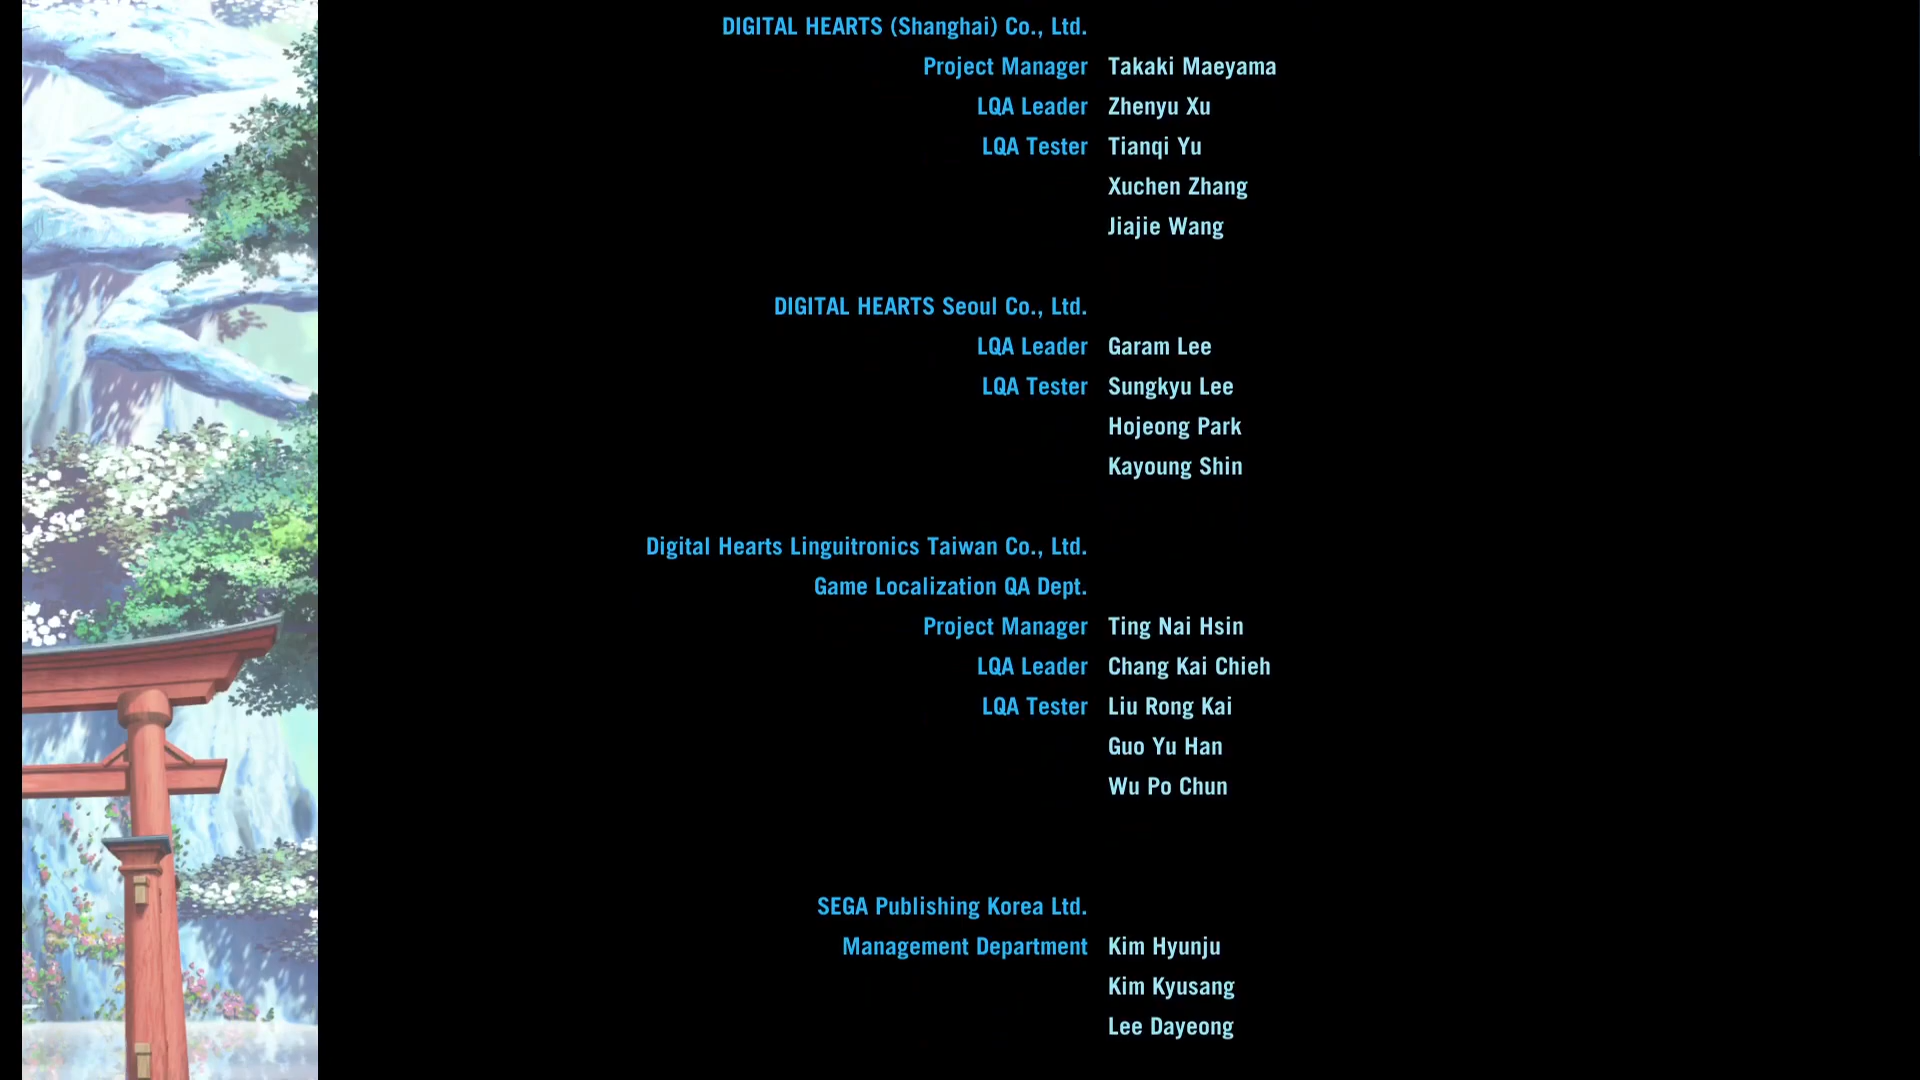 DIGITAL HEARTS (Shanghai) Co., Ltd.
Project Manager Takaki Maeyama
LQA Leader Zhenyu Xu
LQA Tester Tianqi Yu
Xuchen Zhang
Jiajie Wang
DIGITAL HEARTS Seoul Co., Ltd.
LQA Leader Garam Lee
LQA Tester Sungkyu Lee
Hojeong Park
Kayoung Shin
Digital Hearts Linguitronics Taiwan Co., Ltd.
Game Localization QA Dept.
Project Manager Ting Nai Hsin
LQA Leader Chang Kai Chieh
LQA Tester Liu Rong Kai
Guo Yu Han
Wu Po Chun
SEGA Publishing Korea Ltd.
Management Department Kim Hyunju
Kim Kyusang
Lee Dayeong